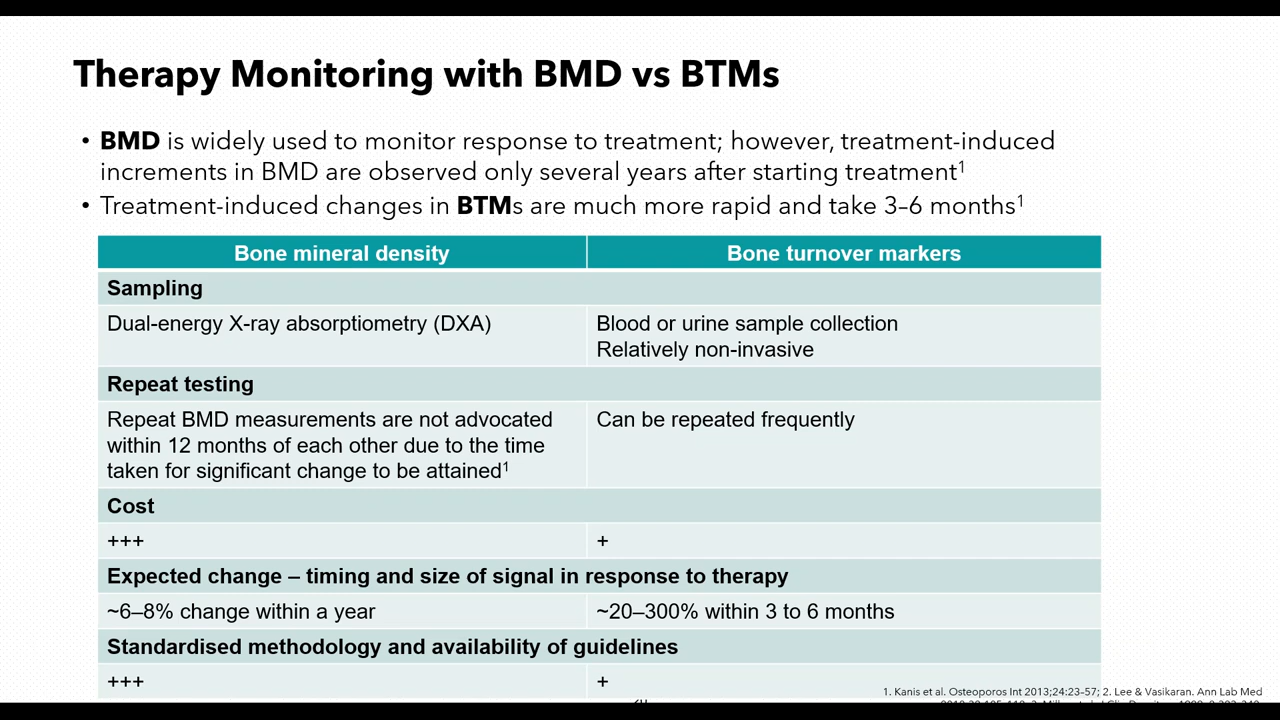 Therapy Monitoring with BMD vs BTMs
• BMD is widely used to monitor response to treatment; however, treatment-induced
increments in BMD are observed only several years after starting treatment1
• Treatment-induced changes in BTMs are much more rapid and take 3–6 months1
Bone mineral density
Bone turnover markers
Sampling
Dual-energy X-ray absorptiometry (DXA)
Blood or urine sample collection
Relatively non-invasive
Repeat testing
Repeat BMD measurements are not advocated
within 12 months of each other due to the time
taken for significant change to be attained1
Can be repeated frequently
Cost
+++
+
Expected change – timing and size of signal in response to therapy
~6–8% change within a year
~20–300% within 3 to 6 months
Standardised methodology and availability of guidelines
+++
+
1. Kanis et al. Osteoporos Int 2013;24:23–57; 2. Lee & Vasikaran. Ann Lab Med